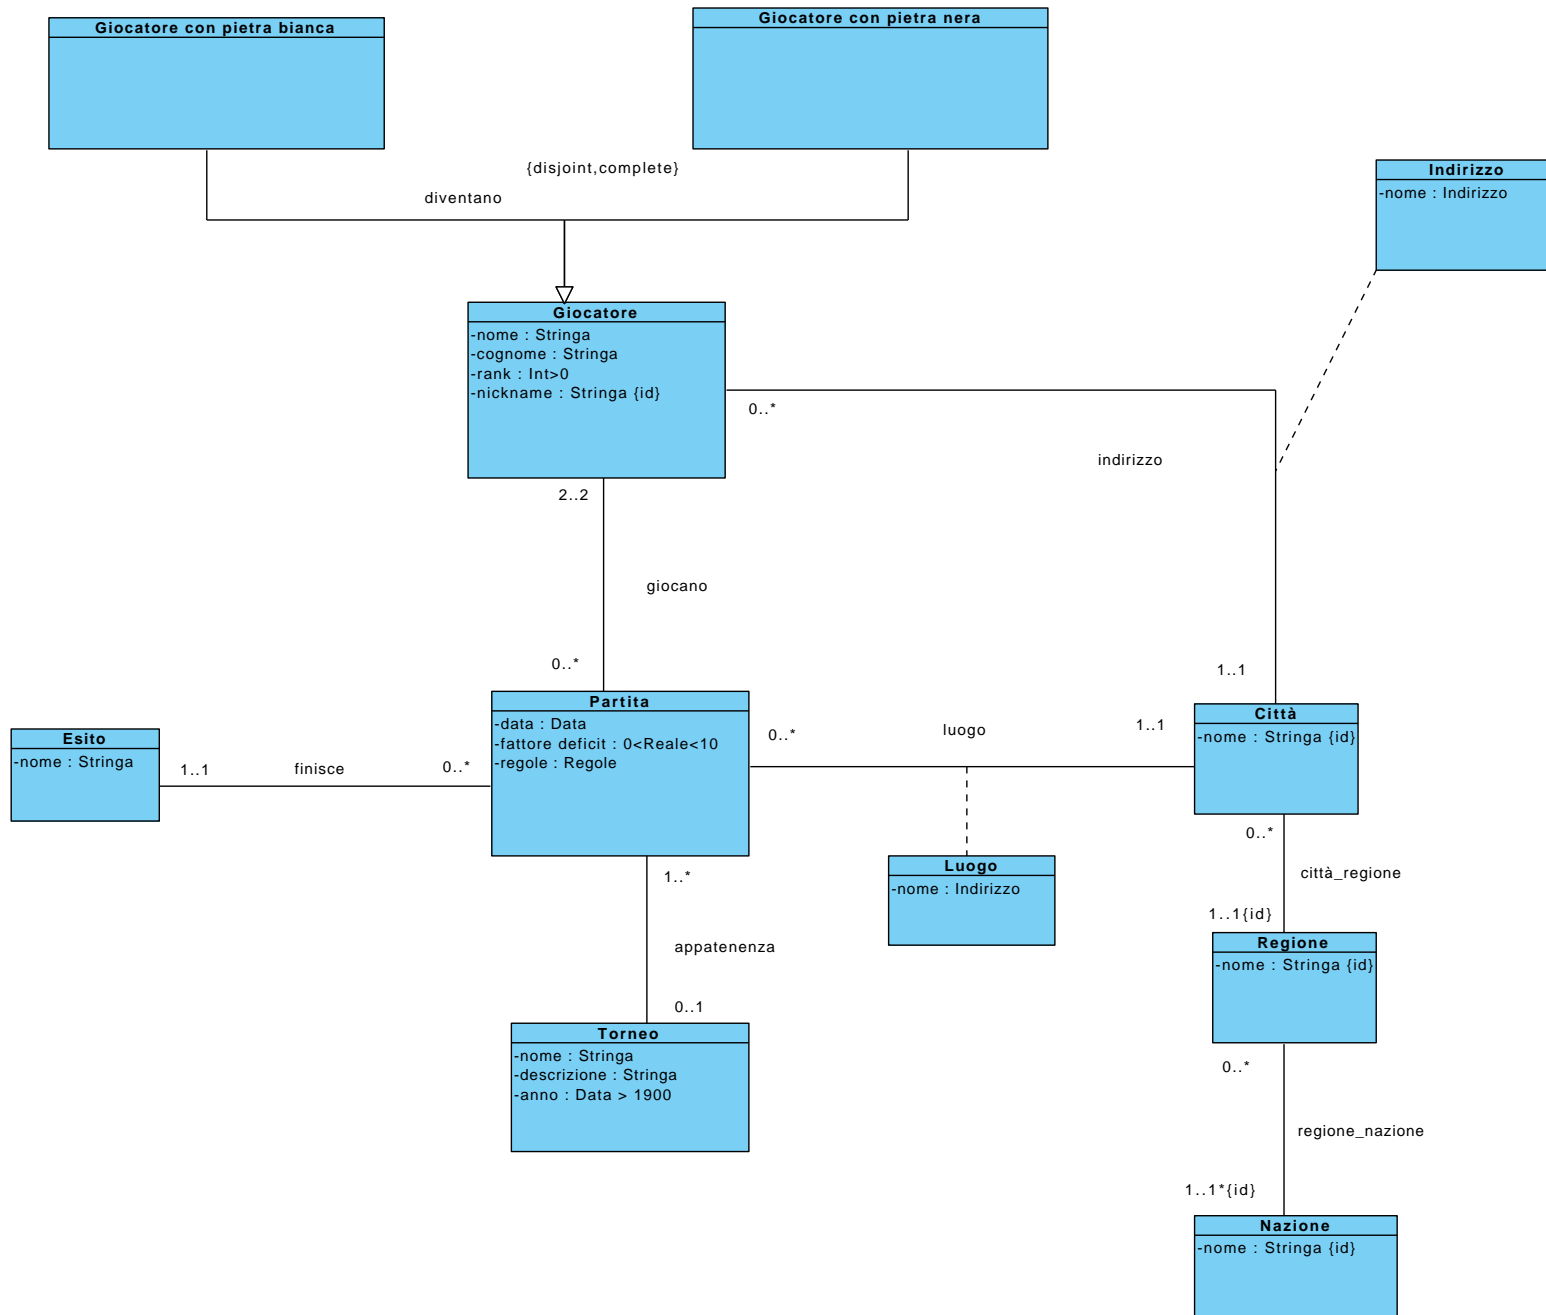 Giocatore con pietra bianca
Giocatore con pietra nera
{disjoint,complete}
diventano
Indirizzo
-nome : Indirizzo
Giocatore
-nome : Stringa
-cognome : Stringa
-rank : Int>0
-nickname : Stringa {id}
0..*
indirizzo
2..2
giocano
0..*
1..1
Partita
-data : Data
-fattore deficit : 0<Reale<10
-regole : Regole
Esito
-nome : Stringa
1..1
finisce
0..*
0..*
luogo
1..1
Città
-nome : Stringa {id}
0..*
Luogo
-nome : Indirizzo
1..*
città_regione
1..1{id}
appatenenza
Regione
-nome : Stringa {id}
0..1
Torneo
-nome : Stringa
-descrizione : Stringa
-anno : Data > 1900
0..*
regione_nazione
1..1*{id}
Nazione
-nome : Stringa {id}